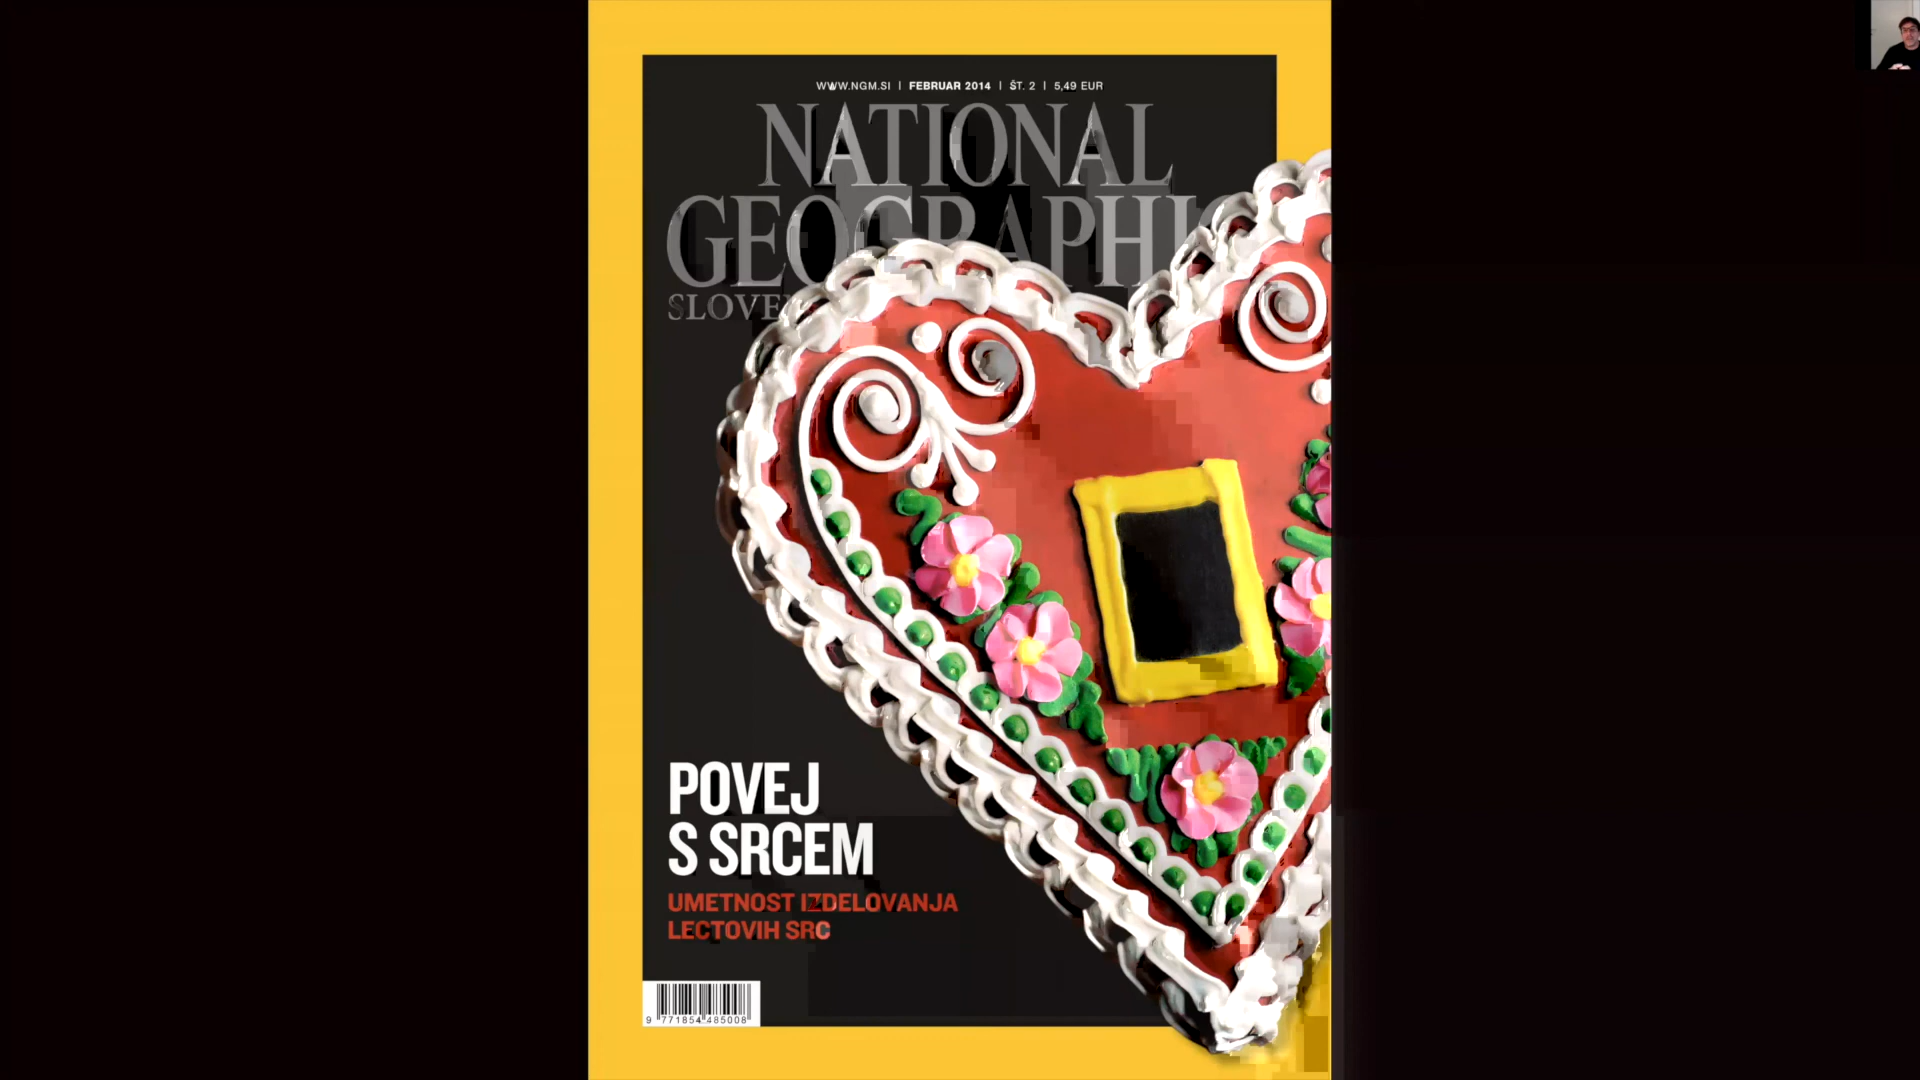 WWW.NGM.SI | FEBRUAR 2014 | ŠT. 2 | 5,49 EUR
NATIONAL
GEOGRAPHIC
POVEJ
S SRCEM
UMETNOST IZDELOVANJA
LECTOVIH SRC
9 771854 485008